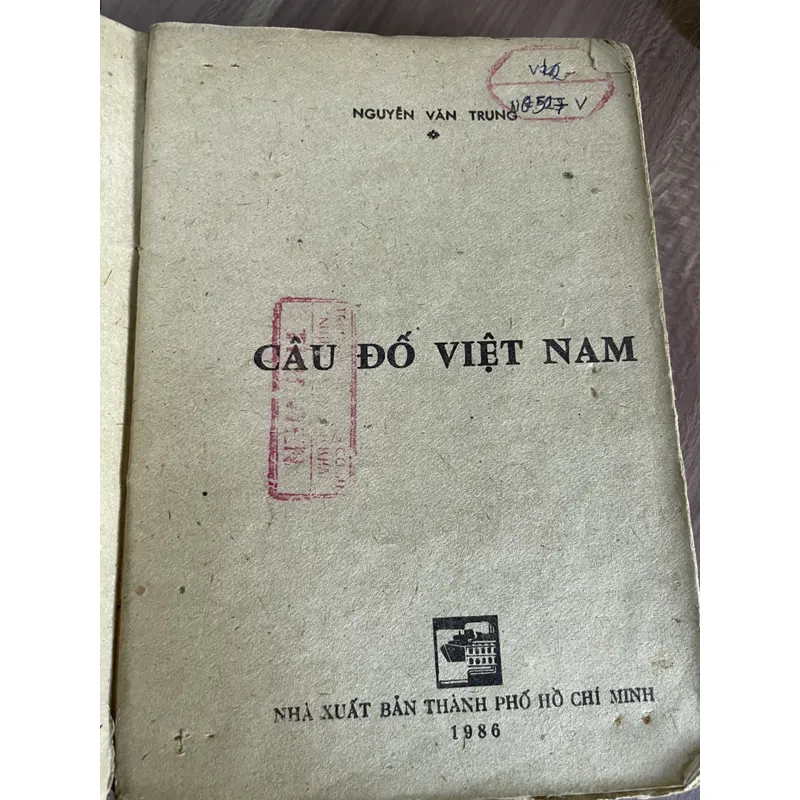 NGUYỄN VĂN TRUNG
CÂU ĐỐ VIỆT NAM
NHÀ XUẤT BẢN THÀNH PHỐ HỒ CHÍ MINH
1986